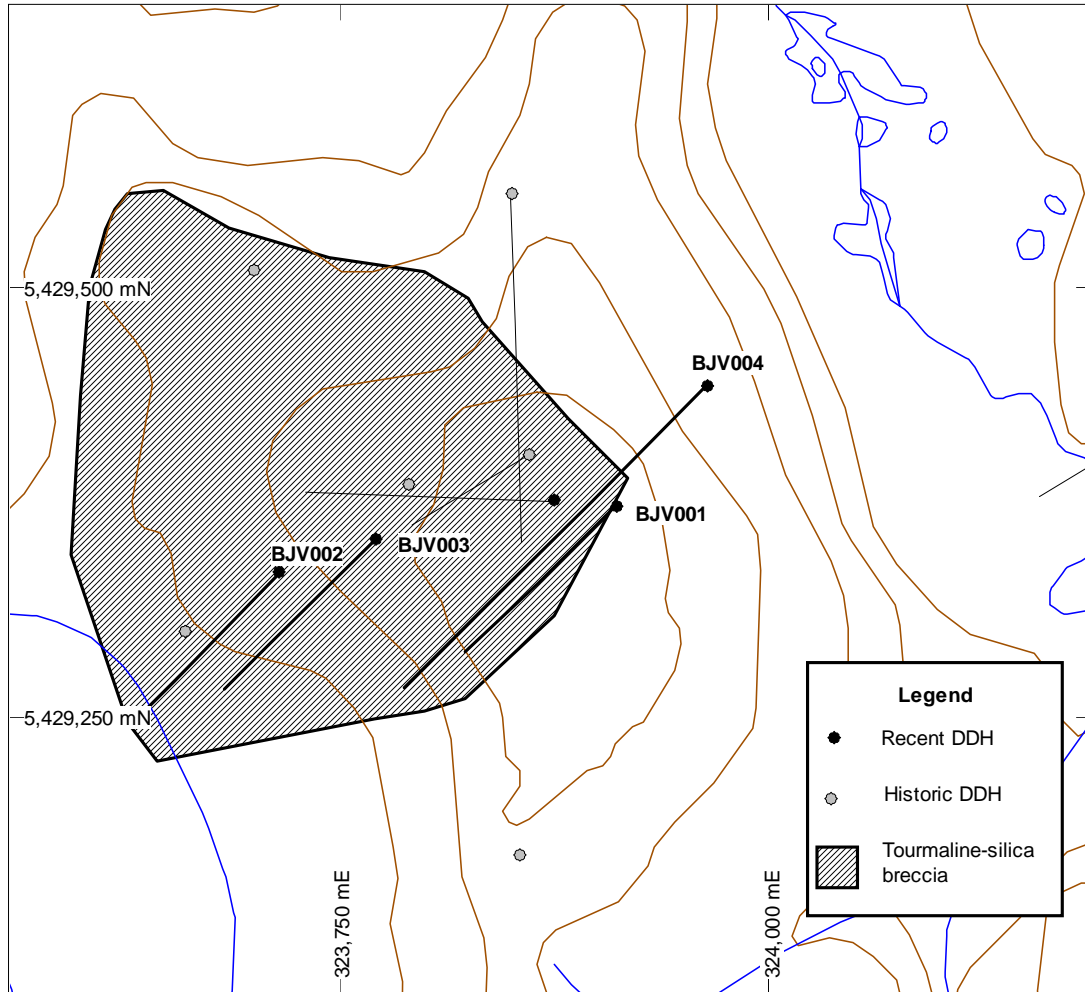 5,429,500 mN
BJV004
BJV001
BJV003
BJV002
5,429,250 mN
Legend
Recent DDH
Historic DDH
Tourmaline-silica
breccia
323,750 mE
324,000 mE